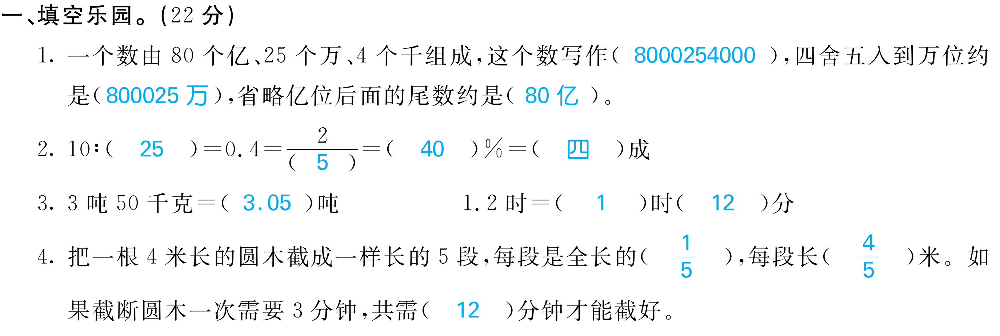 一、填空乐园。(22 分)
1. 一个数由 80 个亿、25 个万、4 个千组成,这个数写作( 8000254000 ),四舍五入到万位约
是(800025 万),省略亿位后面的尾数约是( 80 亿 )。
2. 10∶( 25 )=0.4=2/( 5 )=( 40 )%=( 四 )成
3. 3 吨 50 千克=( 3.05 )吨 1.2 时=( 1 )时( 12 )分
4. 把一根 4 米长的圆木截成一样长的 5 段,每段是全长的( 1/5 ),每段长( 4/5 )米。如
果截断圆木一次需要 3 分钟,共需( 12 )分钟才能截好。